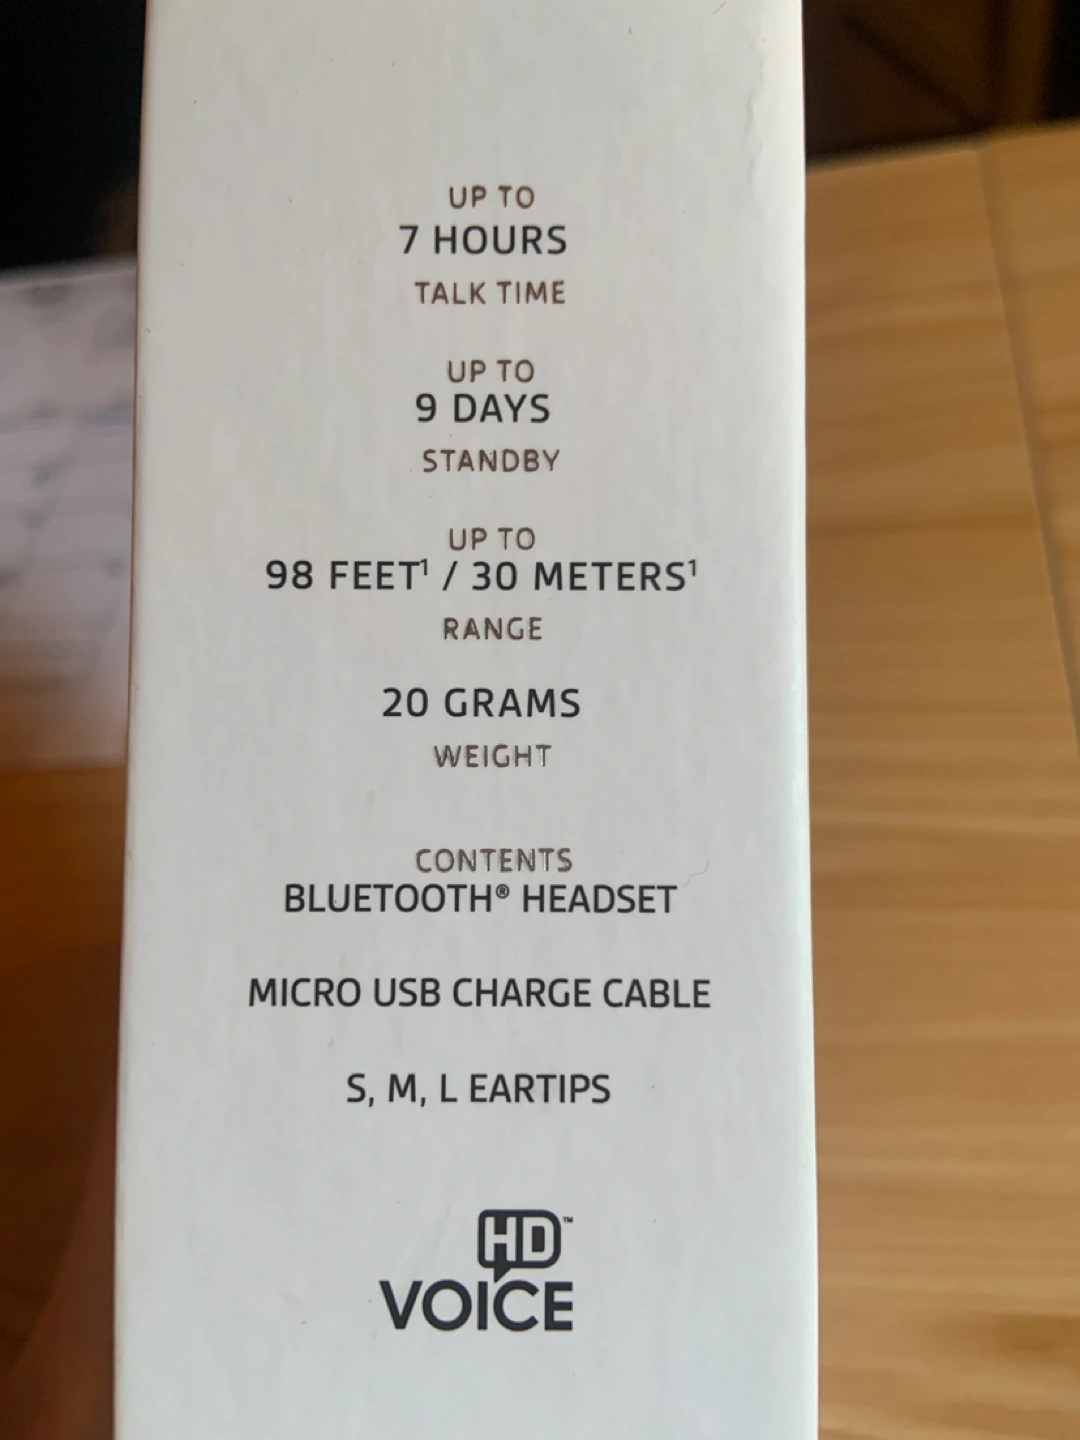 UP TO
7 HOURS
TALK TIME
UP TO
9 DAYS
STANDBY
UP TO
98 FEET¹ / 30 METERS¹
RANGE
20 GRAMS
WEIGHT
CONTENTS
BLUETOOTH® HEADSET
MICRO USB CHARGE CABLE
S, M, L EARTIPS
HD™
VOICE